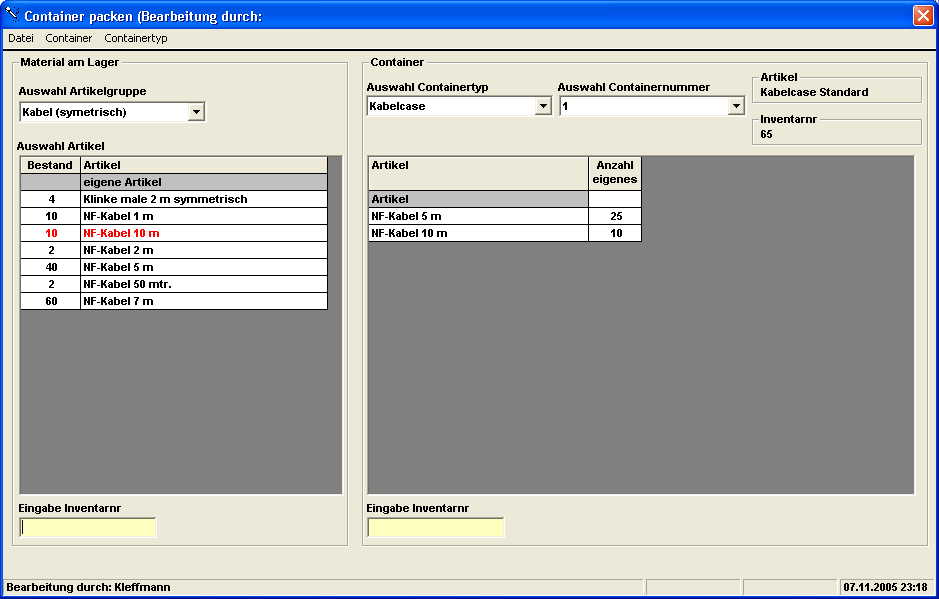 Container packen (Bearbeitung durch:
Datei Container Containertyp
Material am Lager
Auswahl Artikelgruppe
Kabel (symetrisch)
Auswahl Artikel
Bestand Artikel
eigene Artikel
4 Klinke male 2 m symmetrisch
10 NF-Kabel 1 m
10 NF-Kabel 10 m
2 NF-Kabel 2 m
40 NF-Kabel 5 m
2 NF-Kabel 50 mtr.
60 NF-Kabel 7 m
Eingabe Inventarnr
Container
Auswahl Containertyp Auswahl Containernummer
Kabelcase 1
Artikel
Kabelcase Standard
Inventarnr
65
Artikel Anzahl
eigenes
Artikel
NF-Kabel 5 m 25
NF-Kabel 10 m 10
Eingabe Inventarnr
Bearbeitung durch: Kleffmann 07.11.2005 23:18